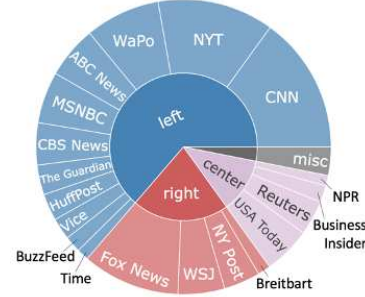 WaPo
NYT
ABC News
CNN
MSNBC
left
CBS News
The Guardian
HuffPost
Vice
BuzzFeed
Time
right
Fox News
WSJ
NY Post
Breitbart
center
USA Today
Reuters
Business
Insider
NPR
misc